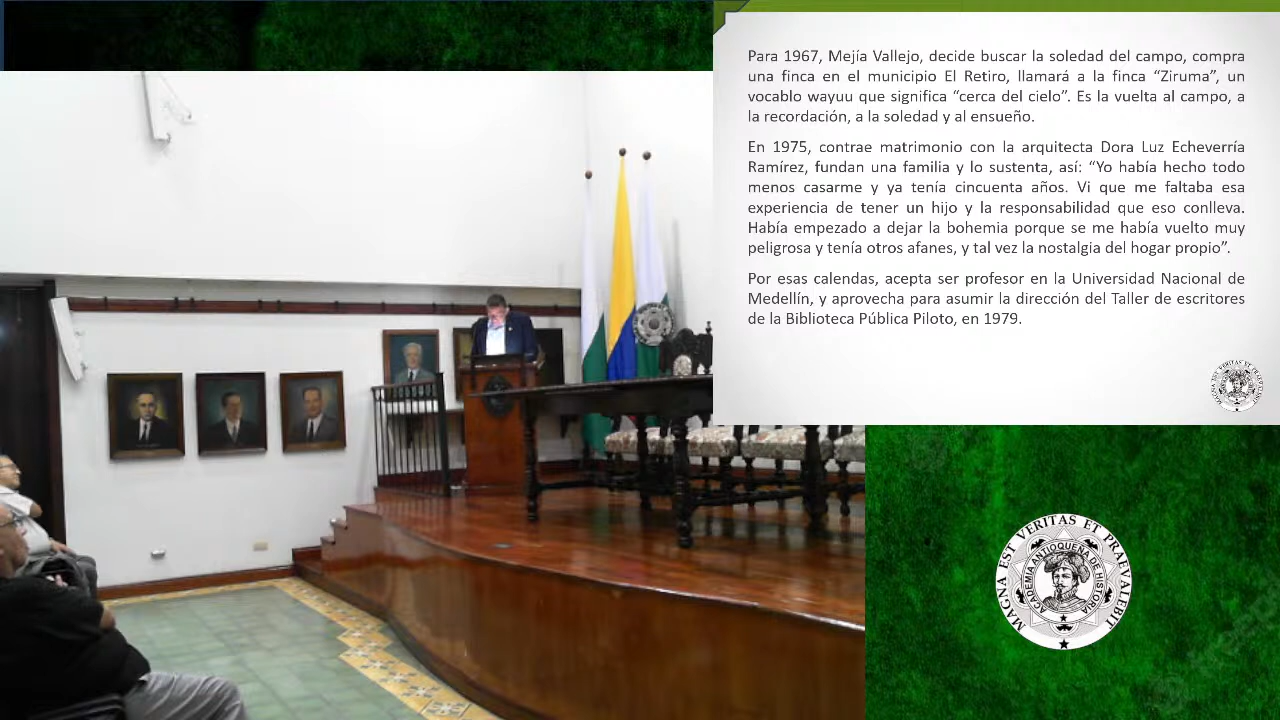 Para 1967, Mejía Vallejo, decide buscar la soledad del campo, compra
una finca en el municipio El Retiro, llamará a la finca “Ziruma”, un
vocablo wayuu que significa “cerca del cielo”. Es la vuelta al campo, a
la recordación, a la soledad y al ensueño.
En 1975, contrae matrimonio con la arquitecta Dora Luz Echeverría
Ramírez, fundan una familia y lo sustenta, así: “Yo había hecho todo
menos casarme y ya tenía cincuenta años. Vi que me faltaba esa
experiencia de tener un hijo y la responsabilidad que eso conlleva.
Había empezado a dejar la bohemia porque se me había vuelto muy
peligrosa y tenía otros afanes, y tal vez la nostalgia del hogar propio”.
Por esas calendas, acepta ser profesor en la Universidad Nacional de
Medellín, y aprovecha para asumir la dirección del Taller de escritores
de la Biblioteca Pública Piloto, en 1979.
MAGNA EST VERITAS ET PRAEVALEBIT
ACADEMIA ANTIOQUEÑA DE HISTORIA